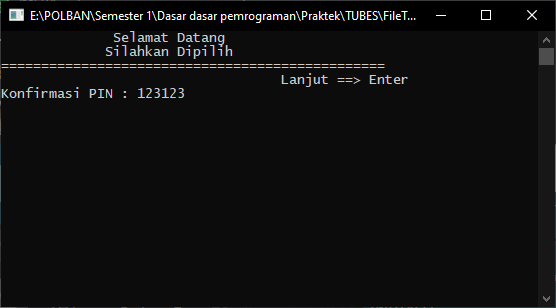 E:\POLBAN\Semester 1\Dasar dasar pemrograman\Praktek\TUBES\FileT...
Selamat Datang
Silahkan Dipilih
================================================
Lanjut ==> Enter
Konfirmasi PIN : 123123